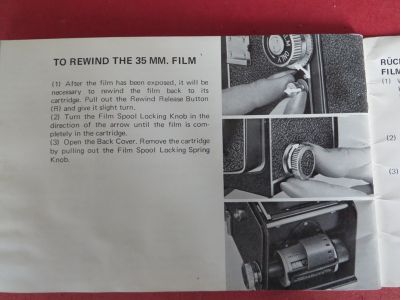 TO REWIND THE 35 MM. FILM
(1) After the film has been exposed, it will be
necessary to rewind the film back to its
cartridge. Pull out the Rewind Release Button
(R) and give it slight turn.
(2) Turn the Film Spool Locking Knob in the
direction of the arrow until the film is com-
pletely in the cartridge.
(3) Open the Back Cover. Remove the cartridge
by pulling out the Film Spool Locking Spring
Knob.
RÜC
FILM
(1)
(2)
(3)